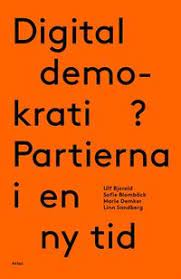 Digital
demo-
krati ?
Partierna
i en
ny tid
Ulf Bjereld
Sofie Blombäck
Marie Demker
Linn Sandberg
Atlas